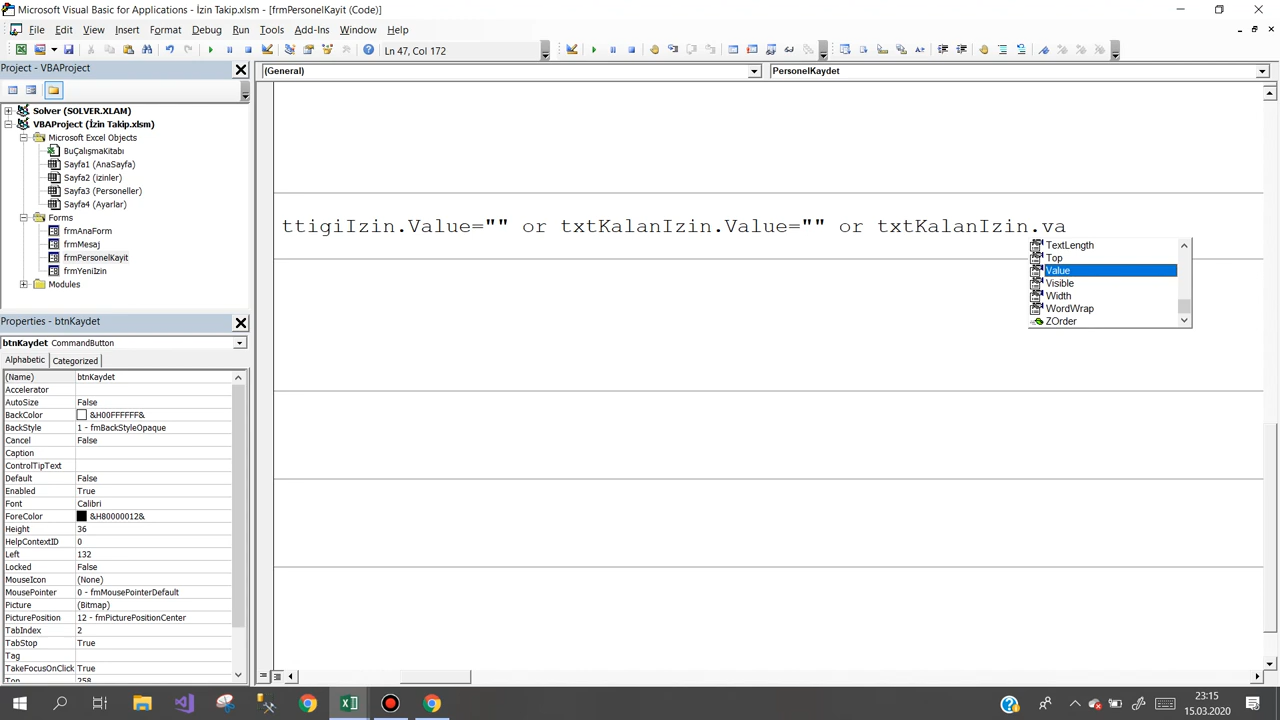 Microsoft Visual Basic for Applications - İzin Takip.xlsm - [frmPersonelKayit (Code)]
File Edit View Insert Format Debug Run Tools Add-Ins Window Help
Ln 47, Col 172
Project - VBAProject
(General)
PersonelKaydet
Solver (SOLVER.XLAM)
VBAProject (İzin Takip.xlsm)
Microsoft Excel Objects
BuÇalışmaKitabı
Sayfa1 (AnaSayfa)
Sayfa2 (izinler)
Sayfa3 (Personeller)
Sayfa4 (Ayarlar)
Forms
frmAnaForm
frmMesaj
frmPersonelKayit
frmYeniIzin
Modules
ttigiIzin.Value="" or txtKalanIzin.Value="" or txtKalanIzin.va
TextLength
Top
Value
Visible
Width
WordWrap
ZOrder
Properties - btnKaydet
btnKaydet CommandButton
Alphabetic Categorized
(Name) btnKaydet
Accelerator
AutoSize False
BackColor &H00FFFFFF&
BackStyle 1 - fmBackStyleOpaque
Cancel False
Caption
ControlTipText
Default False
Enabled True
Font Calibri
ForeColor &H80000012&
Height 36
HelpContextID 0
Left 132
Locked False
MouseIcon (None)
MousePointer 0 - fmMousePointerDefault
Picture (Bitmap)
PicturePosition 12 - fmPicturePositionCenter
TabIndex 2
TabStop True
Tag
TakeFocusOnClick True
Top 258
23:15
15.03.2020